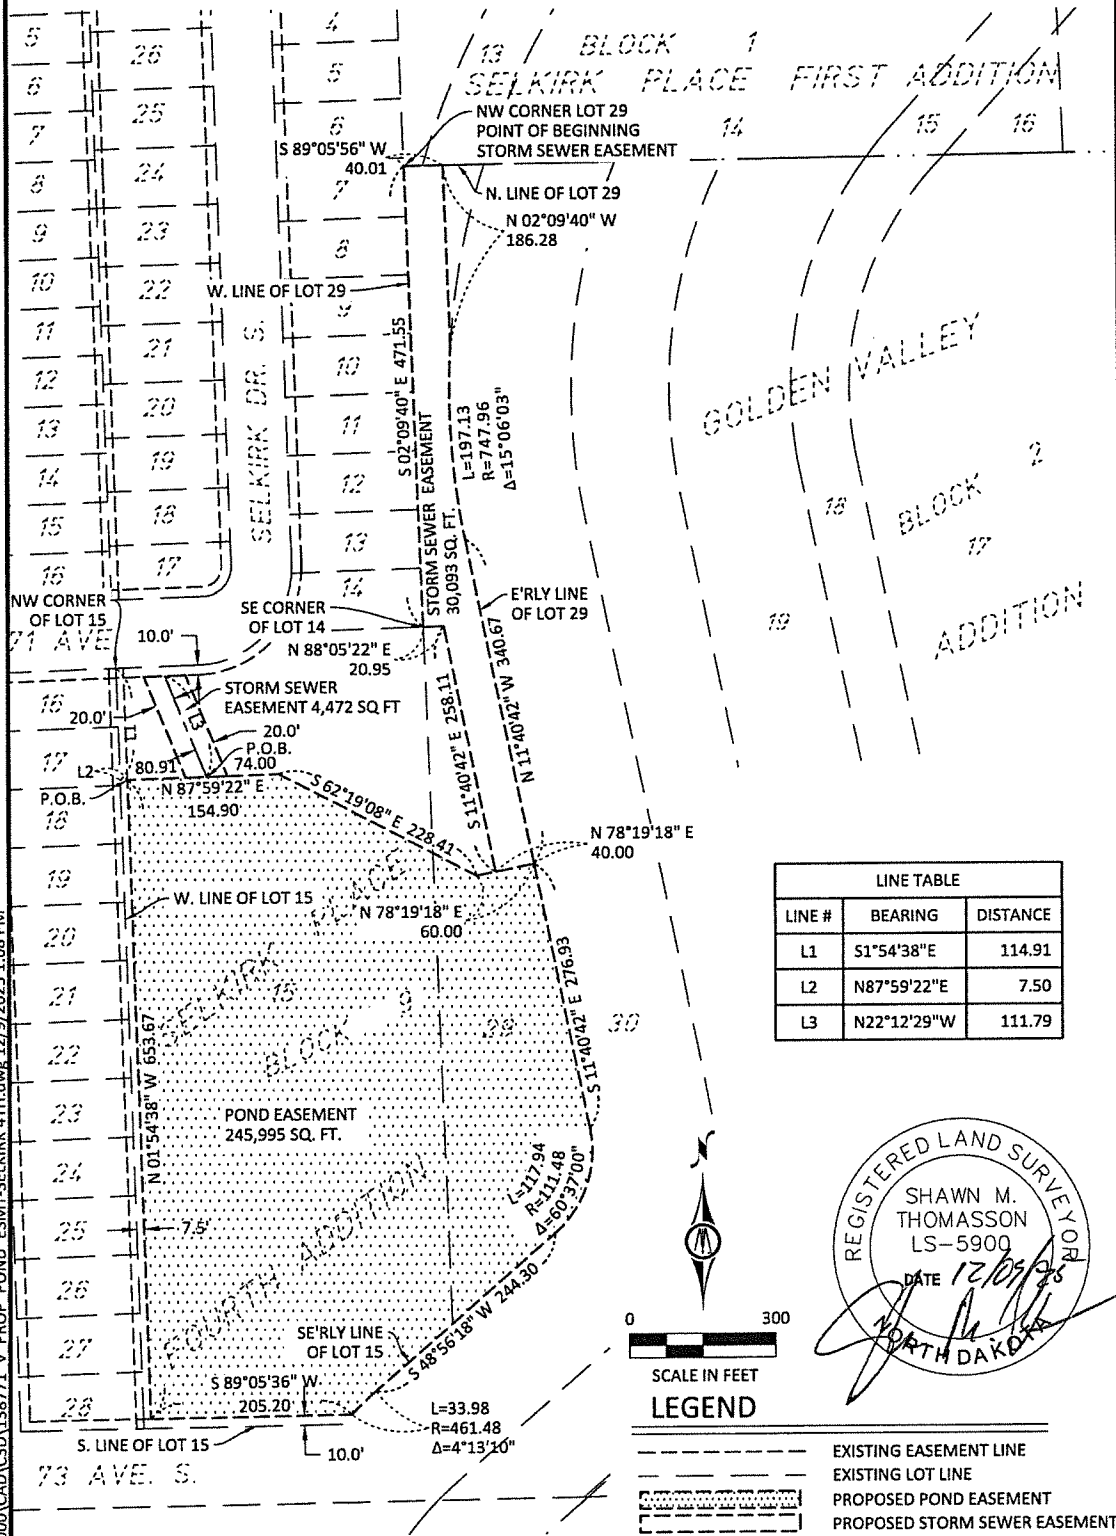 BLOCK 1
SELKIRK PLACE FIRST ADDITION
4
5
6
7
8
9
10
11
12
13
14
5
6
7
8
9
10
11
12
13
14
15
16
26
25
24
23
22
21
20
19
18
17
13
14
15
16
NW CORNER LOT 29
POINT OF BEGINNING
STORM SEWER EASEMENT
S 89°05'56" W
40.01
N. LINE OF LOT 29
N 02°09'40" W
186.28
W. LINE OF LOT 29
SELKIRK DR. S.
S 02°09'40" E 471.55
STORM SEWER EASEMENT
30,093 SQ. FT.
L=197.13
R=747.96
Δ=15°06'03"
GOLDEN VALLEY
BLOCK 2
ADDITION
18
17
19
NW CORNER
OF LOT 15
71 AVE
10.0'
SE CORNER
OF LOT 14
N 88°05'22" E
20.95
E'RLY LINE
OF LOT 29
N 11°40'42" W 340.67
S 11°40'42" E 258.11
STORM SEWER
EASEMENT 4,472 SQ FT
20.0'
L3
L1
20.0'
P.O.B.
74.00
80.91
L2
P.O.B.
N 87°59'22" E
154.90
S 62°19'08" E 228.41
N 78°19'18" E
40.00
N 78°19'18" E
60.00
16
17
18
19
20
21
22
23
24
25
26
27
28
W. LINE OF LOT 15
SELKIRK PLACE
15
BLOCK 9
29
30
FOURTH ADDITION
N 01°54'38" W 653.67
S 11°40'42" E 276.93
POND EASEMENT
245,995 SQ. FT.
L=117.94
R=111.48
Δ=60°37'00"
7.5'
SE'RLY LINE
OF LOT 15
S 48°56'18" W 244.30
S 89°05'36" W
205.20
L=33.98
R=461.48
Δ=4°13'10"
S. LINE OF LOT 15
10.0'
73 AVE. S.
LINE TABLE
LINE # BEARING DISTANCE
L1 S1°54'38"E 114.91
L2 N87°59'22"E 7.50
L3 N22°12'29"W 111.79
N
REGISTERED LAND SURVEYOR
SHAWN M.
THOMASSON
LS-5900
DATE 12/09/25
NORTH DAKOTA
0 300
SCALE IN FEET
LEGEND
EXISTING EASEMENT LINE
EXISTING LOT LINE
PROPOSED POND EASEMENT
PROPOSED STORM SEWER EASEMENT